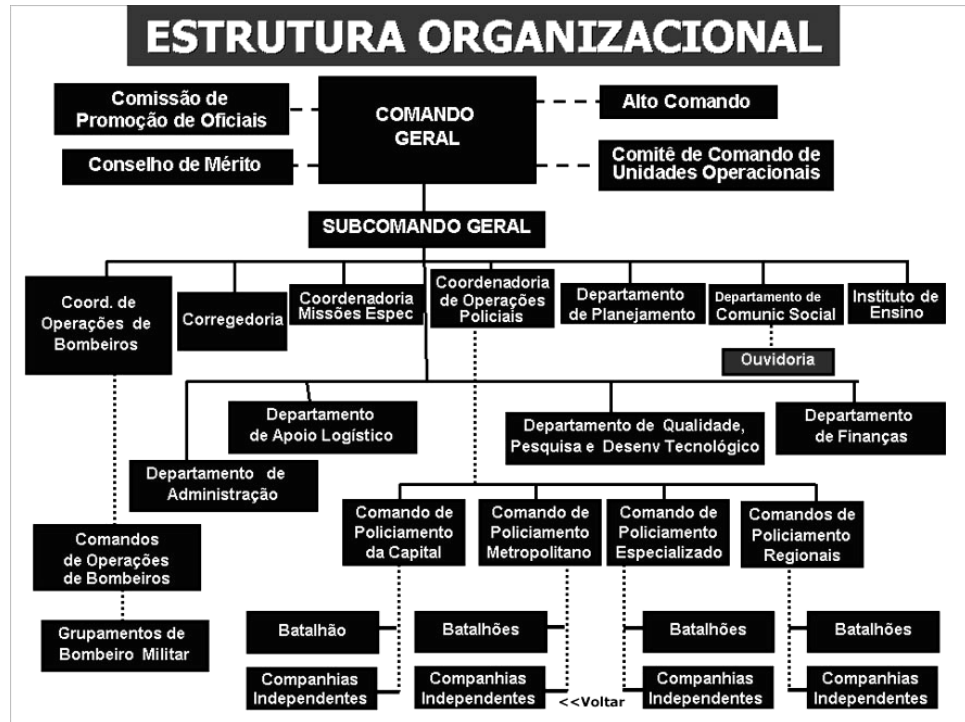 ESTRUTURA ORGANIZACIONAL
Comissão de
Promoção de Oficiais
COMANDO
GERAL
Alto Comando
Conselho de Mérito
Comitê de Comando de
Unidades Operacionais
SUBCOMANDO GERAL
Coord. de
Operações de
Bombeiros
Corregedoria
Coordenadoria
Missões Espec
Coordenadoria
de Operações
Policiais
Departamento
de Planejamento
Departamento de
Comunic Social
Instituto de
Ensino
Ouvidoria
Departamento
de Apoio Logístico
Departamento de Qualidade,
Pesquisa e Desenv Tecnológico
Departamento
de Finanças
Departamento de
Administração
Comandos
de Operações
de Bombeiros
Comando de
Policiamento
da Capital
Comando de
Policiamento
Metropolitano
Comando de
Policiamento
Especializado
Comandos de
Policiamento
Regionais
Grupamentos de
Bombeiro Militar
Batalhão
Batalhões
Batalhões
Batalhões
Companhias
Independentes
Companhias
Independentes
Companhias
Independentes
Companhias
Independentes
<<Voltar